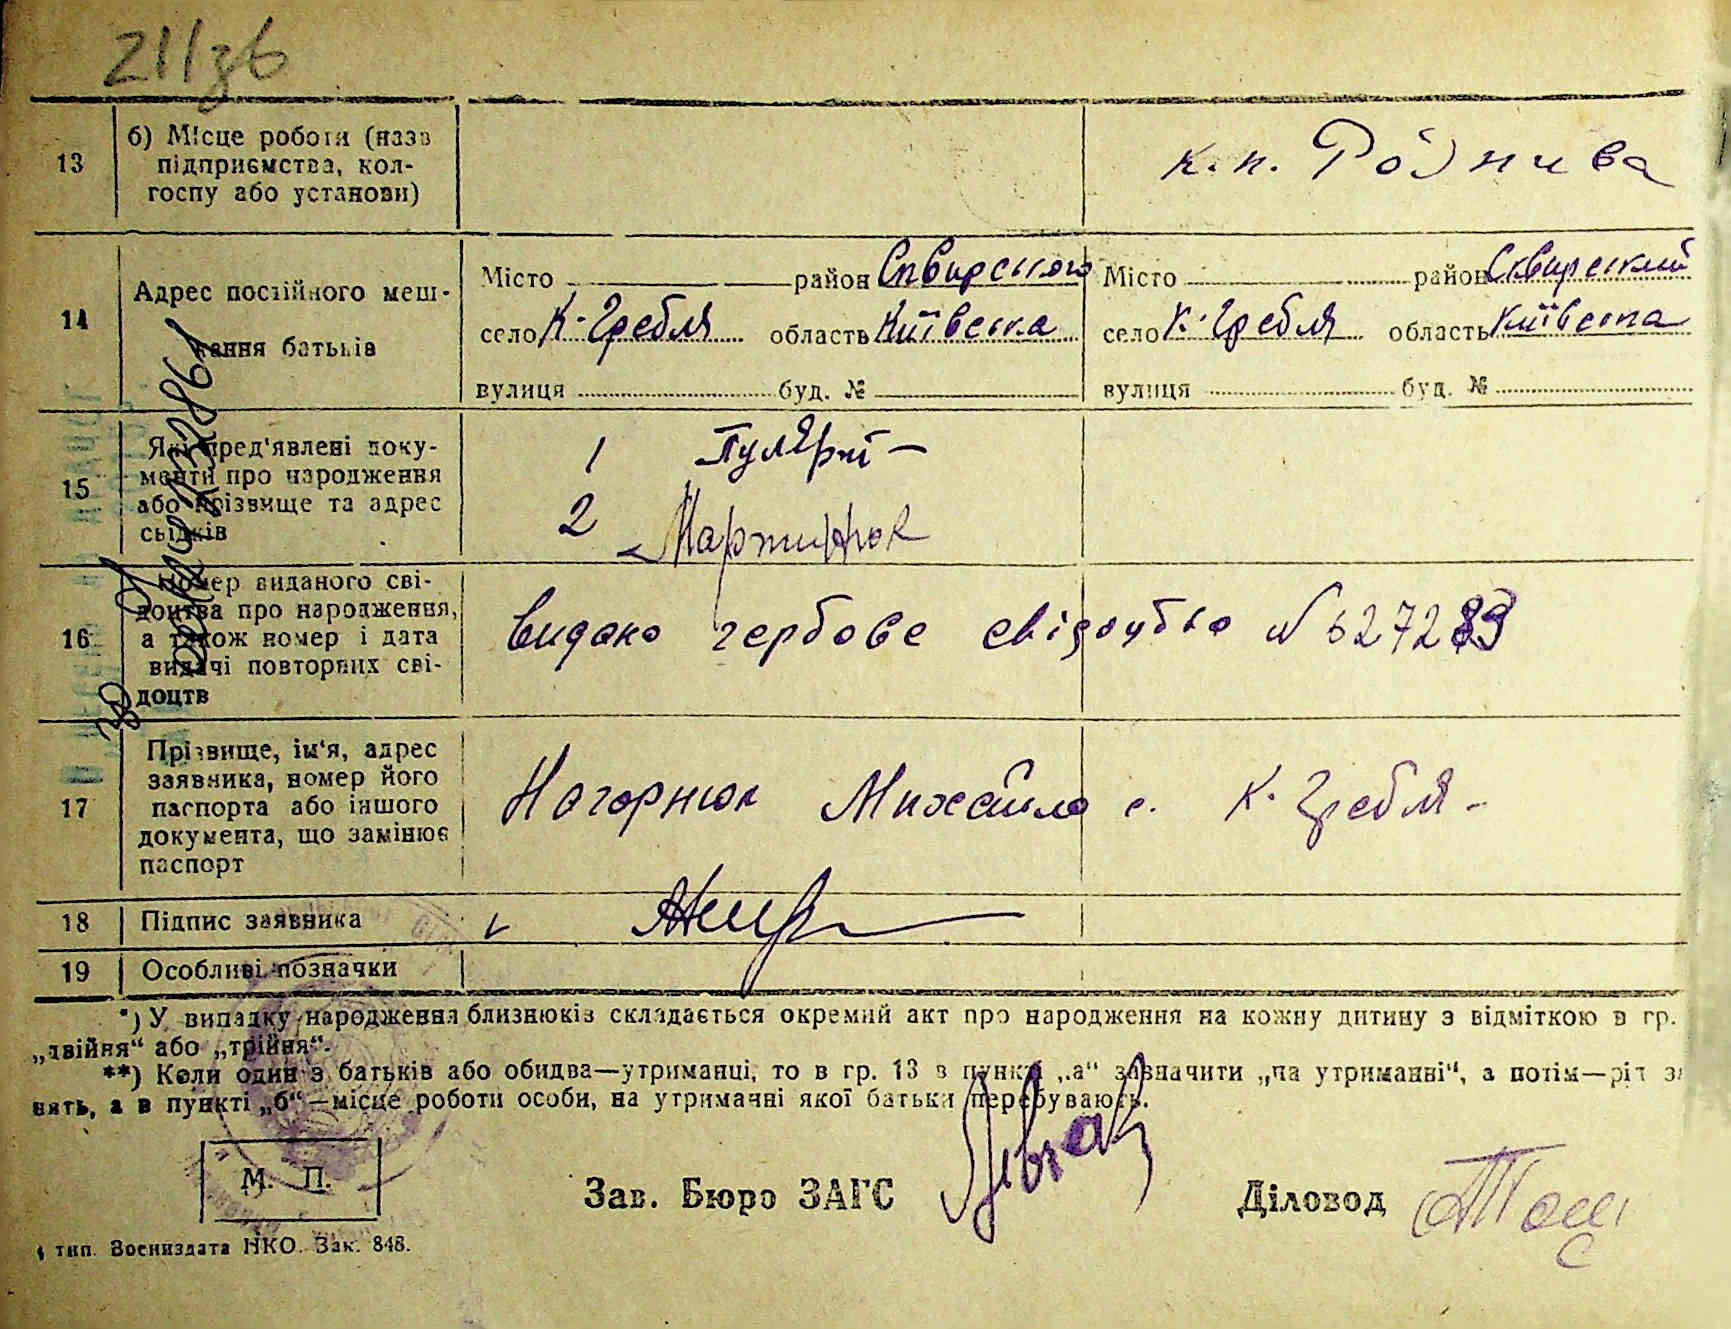 211зв
13
б) Місце роботи (назв
підприємства, кол-
госпу або установи)
к.п. Рознива
14
Адрес постійного меш-
кання батьків
Місто район Сквирського
село К. Гребля область Київська
вулиця буд. №
Місто район Сквирський
село К. Гребля область Київська
вулиця буд. №
15
Які пред'явлені доку-
менти про народження
або прізвище та адрес
свідків
1
2 Мартинюк
16
Номер виданого сві-
доцтва про народження,
а також номер і дата
видачі повторних сві-
доцтв
видано гербове свідоцтво №
17
Прізвище, ім'я, адрес
заявника, номер його
паспорта або іншого
документа, що замінює
паспорт
Нагорнюк Михайло с. К. Гребля -
18
Підпис заявника
19
Особливі позначки
*) У випадку народження близнюків складається окремий акт про народження на кожну дитину з відміткою в гр.
„двійня“ або „трійня“.
**) Коли один з батьків або обидва—утриманці, то в гр. 13 в пункті „а“ зазначити „на утриманні“, а потім—рід за
нять, а в пункті „б“—місце роботи особи, на утриманні якої батьки перебувають.
М. П.
Зав. Бюро ЗАГС
Діловод
тип. Воениздата НКО. Зак. 848.